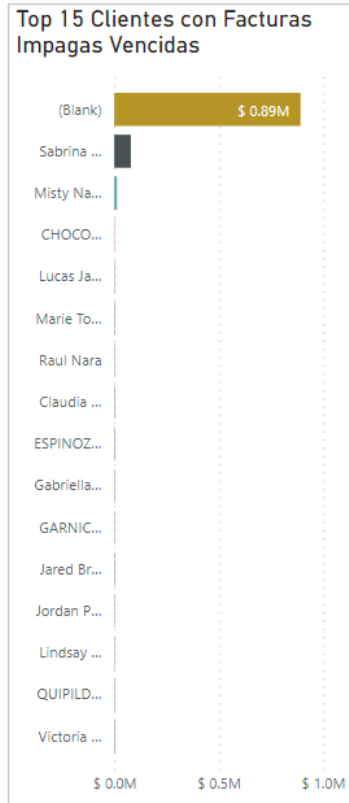 Top 15 Clientes con Facturas
Impagas Vencidas
(Blank)
$ 0.89M
Sabrina ...
Misty Na...
CHOCO...
Lucas Ja...
Marie To...
Raul Nara
Claudia ...
ESPINOZ...
Gabriella...
GARNIC...
Jared Br...
Jordan P...
Lindsay ...
QUIPILD...
Victoria ...
$ 0.0M $ 0.5M $ 1.0M